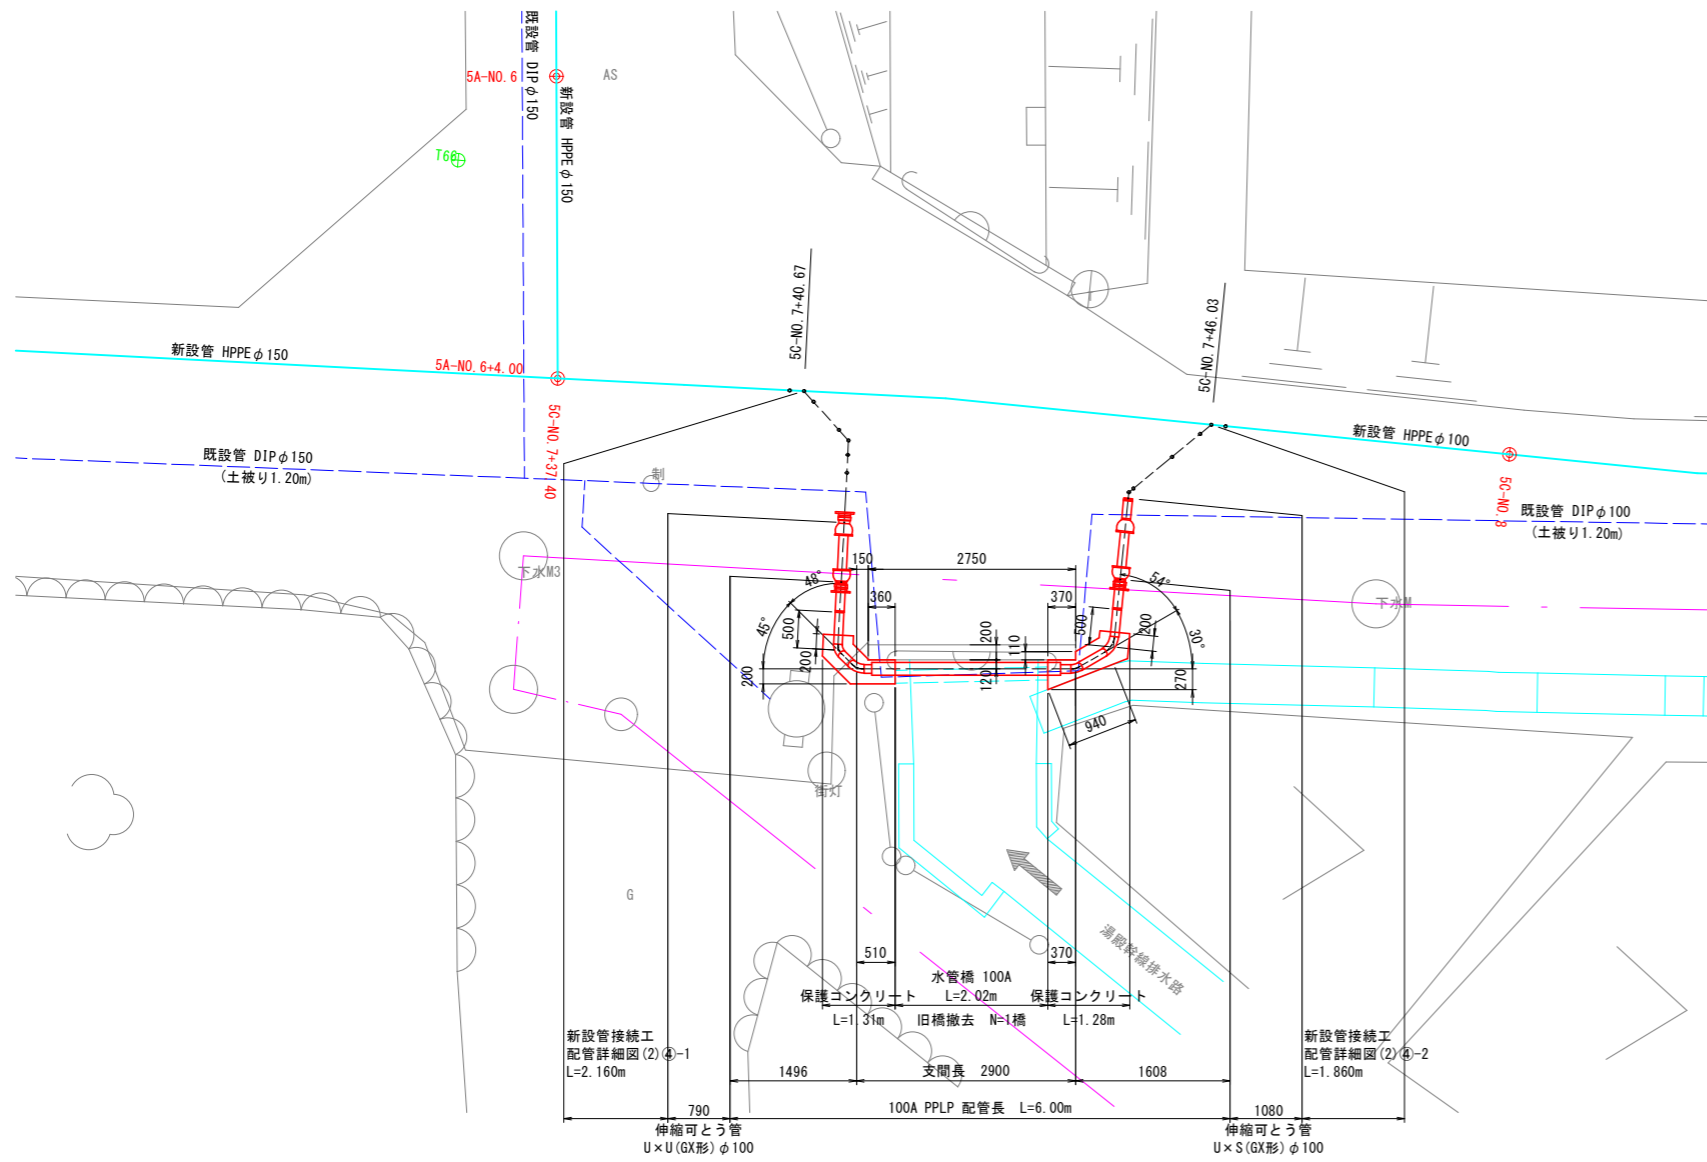 既設管 DIPφ150
5A-NO.6
AS
新設管 HPPEφ150
T66
5C-NO.7+40.67
5C-NO.7+46.03
新設管 HPPEφ150
5A-NO.6+4.00
5C-NO.7+37.40
新設管 HPPEφ100
既設管 DIPφ150
(土被り1.20m)
制
5C-NO.8
既設管 DIPφ100
(土被り1.20m)
下水M3
下水M
150
2750
48°
54°
360
370
45°
500
200
200
200
110
120
500
200
30°
270
940
街灯
G
湯殿幹線排水路
510
370
水管橋 100A
保護コンクリート
L=2.02m
保護コンクリート
L=1.31m
旧橋撤去 N=1橋
L=1.28m
新設管接続工
配管詳細図(2)④-1
L=2.160m
新設管接続工
配管詳細図(2)④-2
L=1.860m
1496
支間長 2900
1608
790
100A PPLP 配管長 L=6.00m
1080
伸縮可とう管
U×U(GX形)φ100
伸縮可とう管
U×S(GX形)φ100